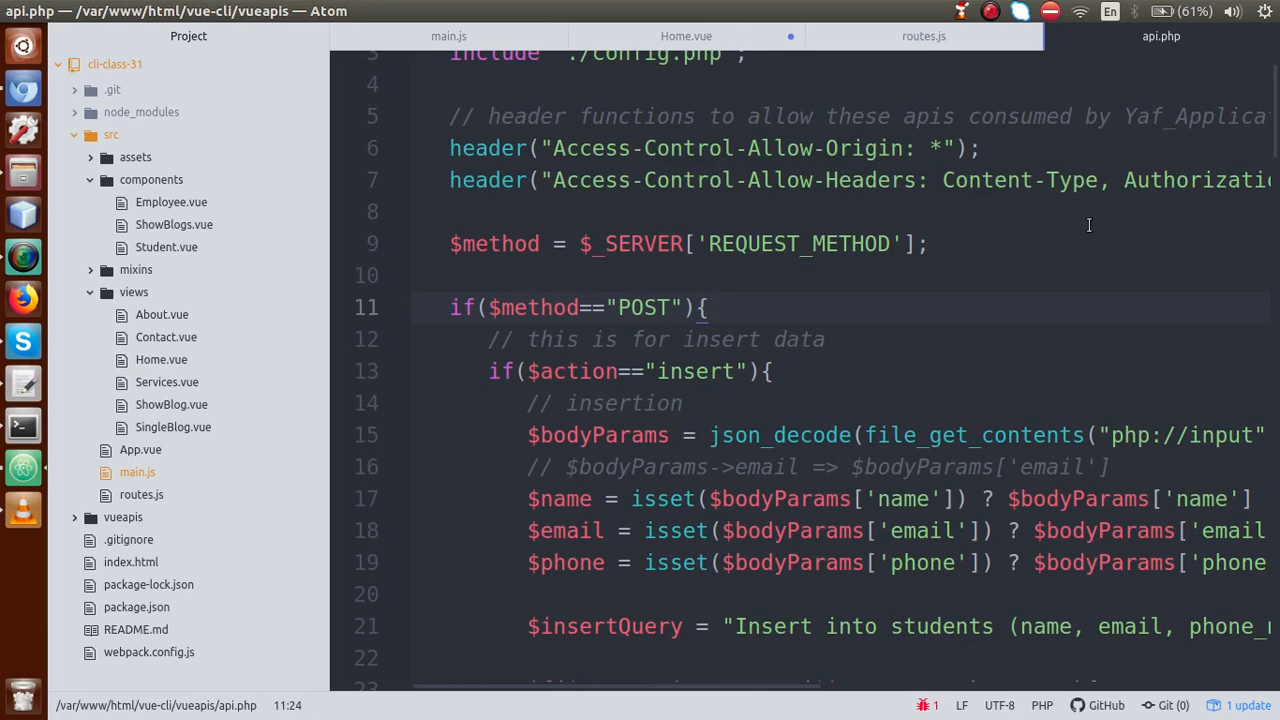 api.php — /var/www/html/vue-cli/vueapis — Atom
En
(61%)
Project
main.js
Home.vue
routes.js
api.php
cli-class-31
.git
node_modules
src
assets
components
Employee.vue
ShowBlogs.vue
Student.vue
mixins
views
About.vue
Contact.vue
Home.vue
Services.vue
ShowBlog.vue
SingleBlog.vue
App.vue
main.js
routes.js
vueapis
.gitignore
index.html
package-lock.json
package.json
README.md
webpack.config.js
3 include "./config.php";
4
5 // header functions to allow these apis consumed by Yaf_Applicat
6 header("Access-Control-Allow-Origin: *");
7 header("Access-Control-Allow-Headers: Content-Type, Authorizatio
8
9 $method = $_SERVER['REQUEST_METHOD'];
10
11 if($method=="POST"){
12 // this is for insert data
13 if($action=="insert"){
14 // insertion
15 $bodyParams = json_decode(file_get_contents("php://input"
16 // $bodyParams->email => $bodyParams['email']
17 $name = isset($bodyParams['name']) ? $bodyParams['name']
18 $email = isset($bodyParams['email']) ? $bodyParams['email
19 $phone = isset($bodyParams['phone']) ? $bodyParams['phone
20
21 $insertQuery = "Insert into students (name, email, phone_n
22
23
/var/www/html/vue-cli/vueapis/api.php 11:24
1 LF UTF-8 PHP GitHub Git (0) 1 update